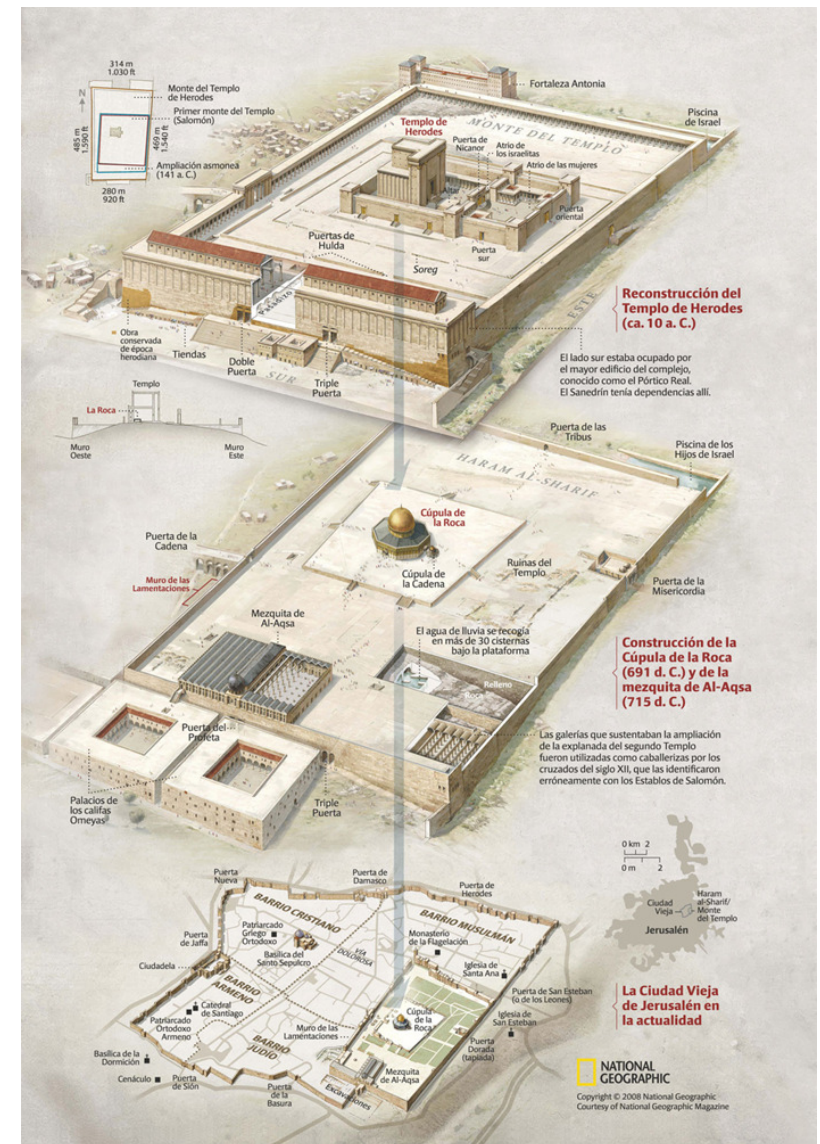 314 m
1.030 ft
N
485 m
1.590 ft
469 m
1.540 ft
280 m
920 ft
Monte del Templo
de Herodes
Primer monte del Templo
(Salomón)
Ampliación asmonea
(141 a. C.)
Fortaleza Antonia
Piscina
de Israel
MONTE DEL TEMPLO
Templo de
Herodes
Puerta de
Nicanor
Atrio de
los israelitas
Atrio de las mujeres
Altar
Puerta
oriental
Puerta
sur
Puertas de
Hulda
Soreg
Pasadizo
ESTE
Reconstrucción del
Templo de Herodes
(ca. 10 a. C.)
El lado sur estaba ocupado por
el mayor edificio del complejo,
conocido como el Pórtico Real.
El Sanedrín tenía dependencias allí.
Obra
conservada
de época
herodiana
Tiendas
Doble
Puerta
Triple
Puerta
SUR
Templo
La Roca
Muro
Oeste
Muro
Este
Puerta de las
Tribus
Piscina de los
Hijos de Israel
HARAM AL-SHARIF
Cúpula de
la Roca
Puerta de
la Cadena
Cúpula de
la Cadena
Ruinas del
Templo
Muro de las
Lamentaciones
Puerta de la
Misericordia
Mezquita de
Al-Aqsa
El agua de lluvia se recogía
en más de 30 cisternas
bajo la plataforma
Relleno
Roca
Construcción de la
Cúpula de la Roca
(691 d. C.) y de la
mezquita de Al-Aqsa
(715 d. C.)
Las galerías que sustentaban la ampliación
de la explanada del segundo Templo
fueron utilizadas como caballerizas por los
cruzados del siglo XII, que las identificaron
erróneamente con los Establos de Salomón.
Puerta del
Profeta
Palacios de
los califas
Omeyas
Triple
Puerta
0 km 2
0 m 2
Ciudad
Vieja
Haram
al-Sharif/
Monte
del Templo
Jerusalén
Puerta
Nueva
Puerta de
Damasco
Puerta de
Herodes
BARRIO CRISTIANO
BARRIO MUSULMÁN
Patriarcado
Griego
Ortodoxo
Basílica del
Santo Sepulcro
VÍA
DOLOROSA
Monasterio
de la Flagelación
Iglesia de
Santa Ana
Puerta
de Jaffa
Ciudadela
BARRIO
ARMENO
Catedral
de Santiago
Patriarcado
Ortodoxo
Armeno
Puerta de San Esteban
(o de los Leones)
Iglesia de
San Esteban
Cúpula
de la
Roca
Puerta
Dorada
(tapiada)
Muro de las
Lamentaciones
BARRIO
JUDÍO
Mezquita
de Al-Aqsa
Basílica de la
Dormición
Cenáculo
Puerta
de Sión
Puerta
de la
Basura
Excavaciones
La Ciudad Vieja
de Jerusalén en
la actualidad
NATIONAL
GEOGRAPHIC
Copyright © 2008 National Geographic
Courtesy of National Geographic Magazine